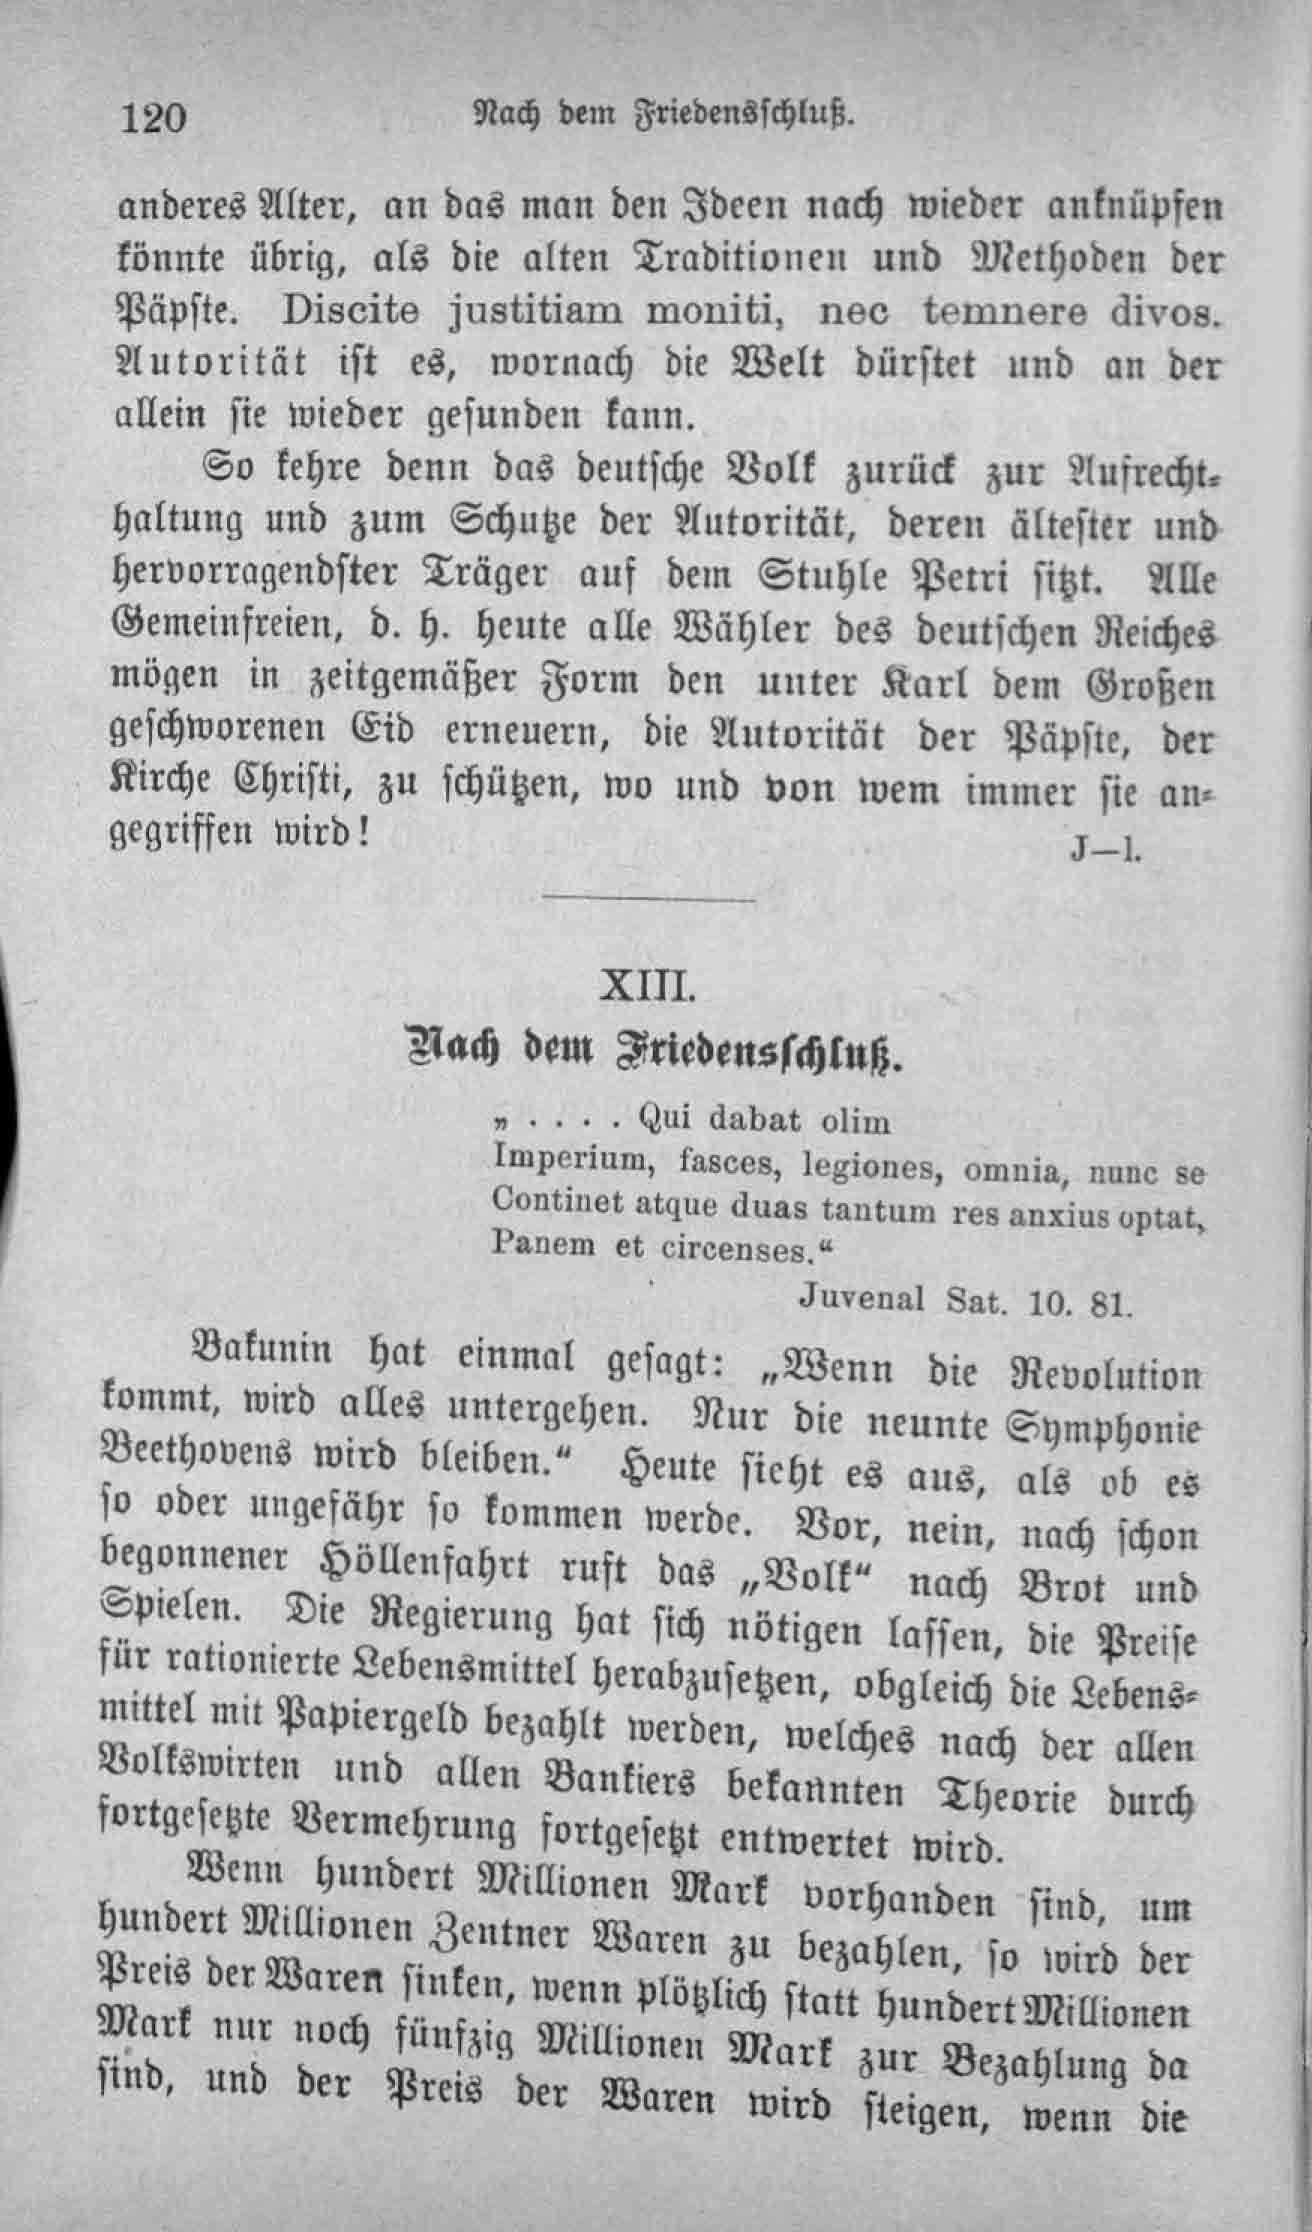 120
Nach dem Friedensschluß.
anderes Alter, an das man den Ideen nach wieder anknüpfen
könnte übrig, als die alten Traditionen und Methoden der
Päpste. Discite justitiam moniti, nec temnere divos.
Autorität ist es, wornach die Welt dürstet und an der
allein sie wieder gesunden kann.
So kehre denn das deutsche Volk zurück zur Aufrecht-
haltung und zum Schutze der Autorität, deren ältester und
hervorragendster Träger auf dem Stuhle Petri sitzt. Alle
Gemeinfreien, d. h. heute alle Wähler des deutschen Reiches
mögen in zeitgemäßer Form den unter Karl dem Großen
geschworenen Eid erneuern, die Autorität der Päpste, der
Kirche Christi, zu schützen, wo und von wem immer sie an-
gegriffen wird!
J—l.
XIII.
Nach dem Friedensschluß.
„ . . . . Qui dabat olim
Imperium, fasces, legiones, omnia, nunc se
Continet atque duas tantum res anxius optat,
Panem et circenses.“
Juvenal Sat. 10. 81.
Bakunin hat einmal gesagt: „Wenn die Revolution
kommt, wird alles untergehen. Nur die neunte Symphonie
Beethovens wird bleiben.“ Heute sieht es aus, als ob es
so oder ungefähr so kommen werde. Vor, nein, nach schon
begonnener Höllenfahrt ruft das „Volk“ nach Brot und
Spielen. Die Regierung hat sich nötigen lassen, die Preise
für rationierte Lebensmittel herabzusetzen, obgleich die Lebens-
mittel mit Papiergeld bezahlt werden, welches nach der allen
Volkswirten und allen Bankiers bekannten Theorie durch
fortgesetzte Vermehrung fortgesetzt entwertet wird.
Wenn hundert Millionen Mark vorhanden sind, um
hundert Millionen Zentner Waren zu bezahlen, so wird der
Preis der Waren sinken, wenn plötzlich statt hundert Millionen
Mark nur noch fünfzig Millionen Mark zur Bezahlung da
sind, und der Preis der Waren wird steigen, wenn die